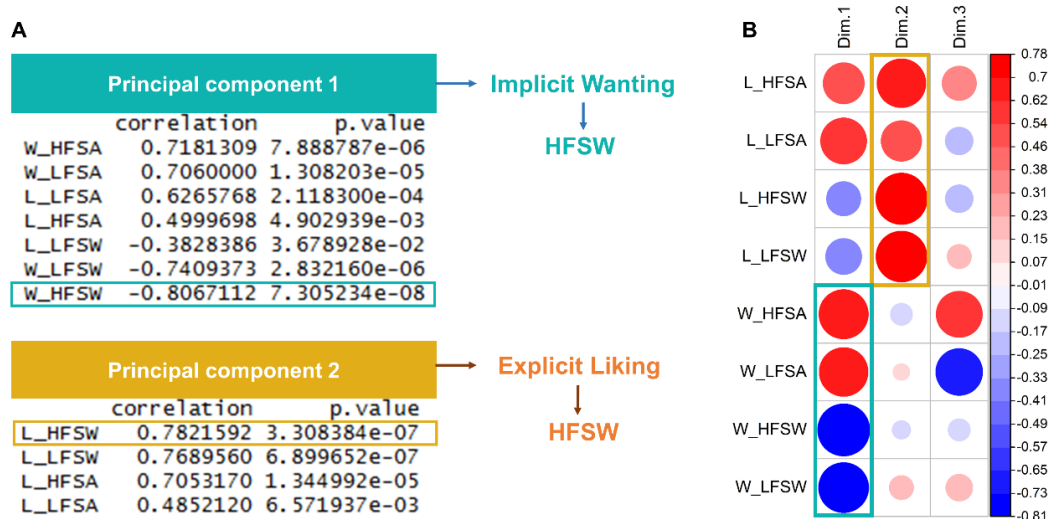 A
Principal component 1
Implicit Wanting
HFSW
correlation p.value
W_HFSA 0.7181309 7.888787e-06
W_LFSA 0.7060000 1.308203e-05
L_LFSA 0.6265768 2.118300e-04
L_HFSA 0.4999698 4.902939e-03
L_LFSW -0.3828386 3.678928e-02
W_LFSW -0.7409373 2.832160e-06
W_HFSW -0.8067112 7.305234e-08
Principal component 2
Explicit Liking
HFSW
correlation p.value
L_HFSW 0.7821592 3.308384e-07
L_LFSW 0.7689560 6.899652e-07
L_HFSA 0.7053170 1.344992e-05
L_LFSA 0.4852120 6.571937e-03
B
Dim.1 Dim.2 Dim.3
L_HFSA
L_LFSA
L_HFSW
L_LFSW
W_HFSA
W_LFSA
W_HFSW
W_LFSW
0.78
0.7
0.62
0.54
0.46
0.38
0.31
0.23
0.15
0.07
-0.01
-0.09
-0.17
-0.25
-0.33
-0.41
-0.49
-0.57
-0.65
-0.73
-0.81